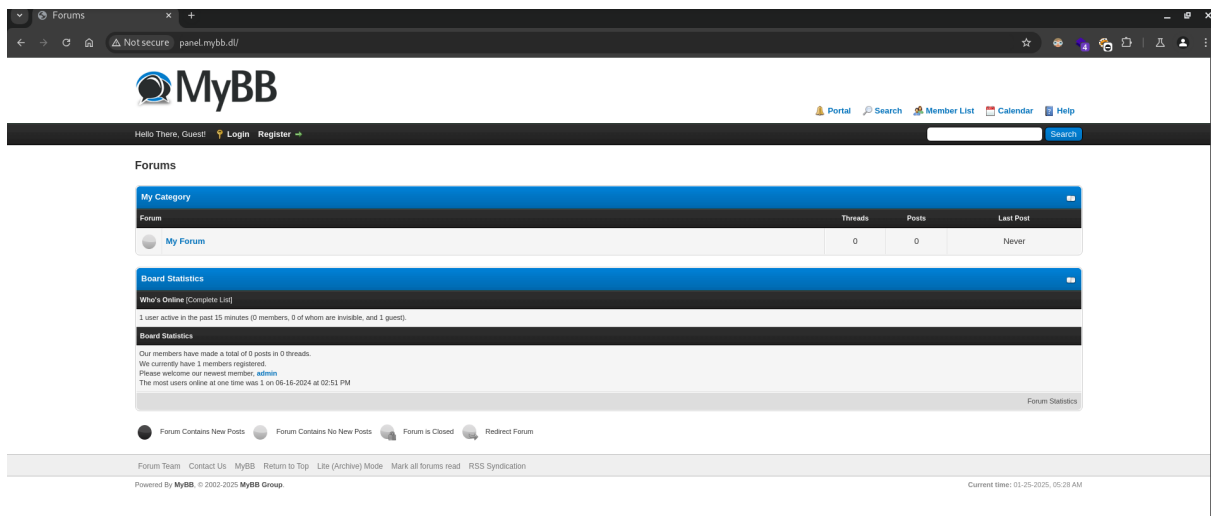 Forums
Not secure panel.mybb.dl/
4
MyBB
Portal Search Member List Calendar Help
Hello There, Guest! Login Register
Search
Forums
My Category
Forum Threads Posts Last Post
My Forum 0 0 Never
Board Statistics
Who's Online [Complete List]
1 user active in the past 15 minutes (0 members, 0 of whom are invisible, and 1 guest).
Board Statistics
Our members have made a total of 0 posts in 0 threads.
We currently have 1 members registered.
Please welcome our newest member, admin
The most users online at one time was 1 on 06-16-2024 at 02:51 PM
Forum Statistics
Forum Contains New Posts Forum Contains No New Posts Forum is Closed Redirect Forum
Forum Team Contact Us MyBB Return to Top Lite (Archive) Mode Mark all forums read RSS Syndication
Powered By MyBB, © 2002-2025 MyBB Group. Current time: 01-25-2025, 05:28 AM